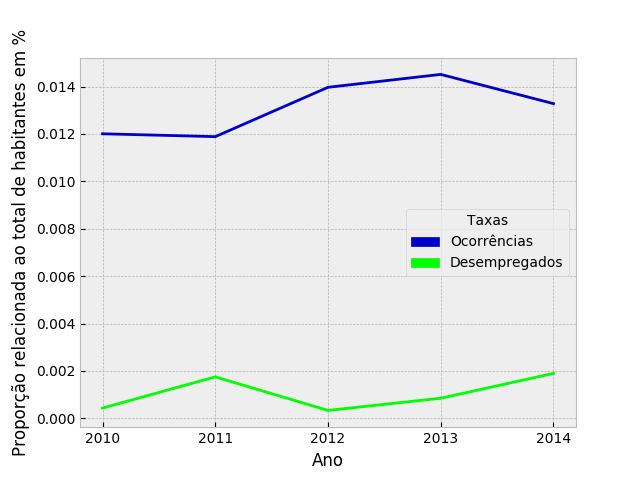 Proporção relacionada ao total de habitantes em %
0.014
0.012
0.010
0.008
0.006
0.004
0.002
0.000
Taxas
Ocorrências
Desempregados
2010 2011 2012 2013 2014
Ano